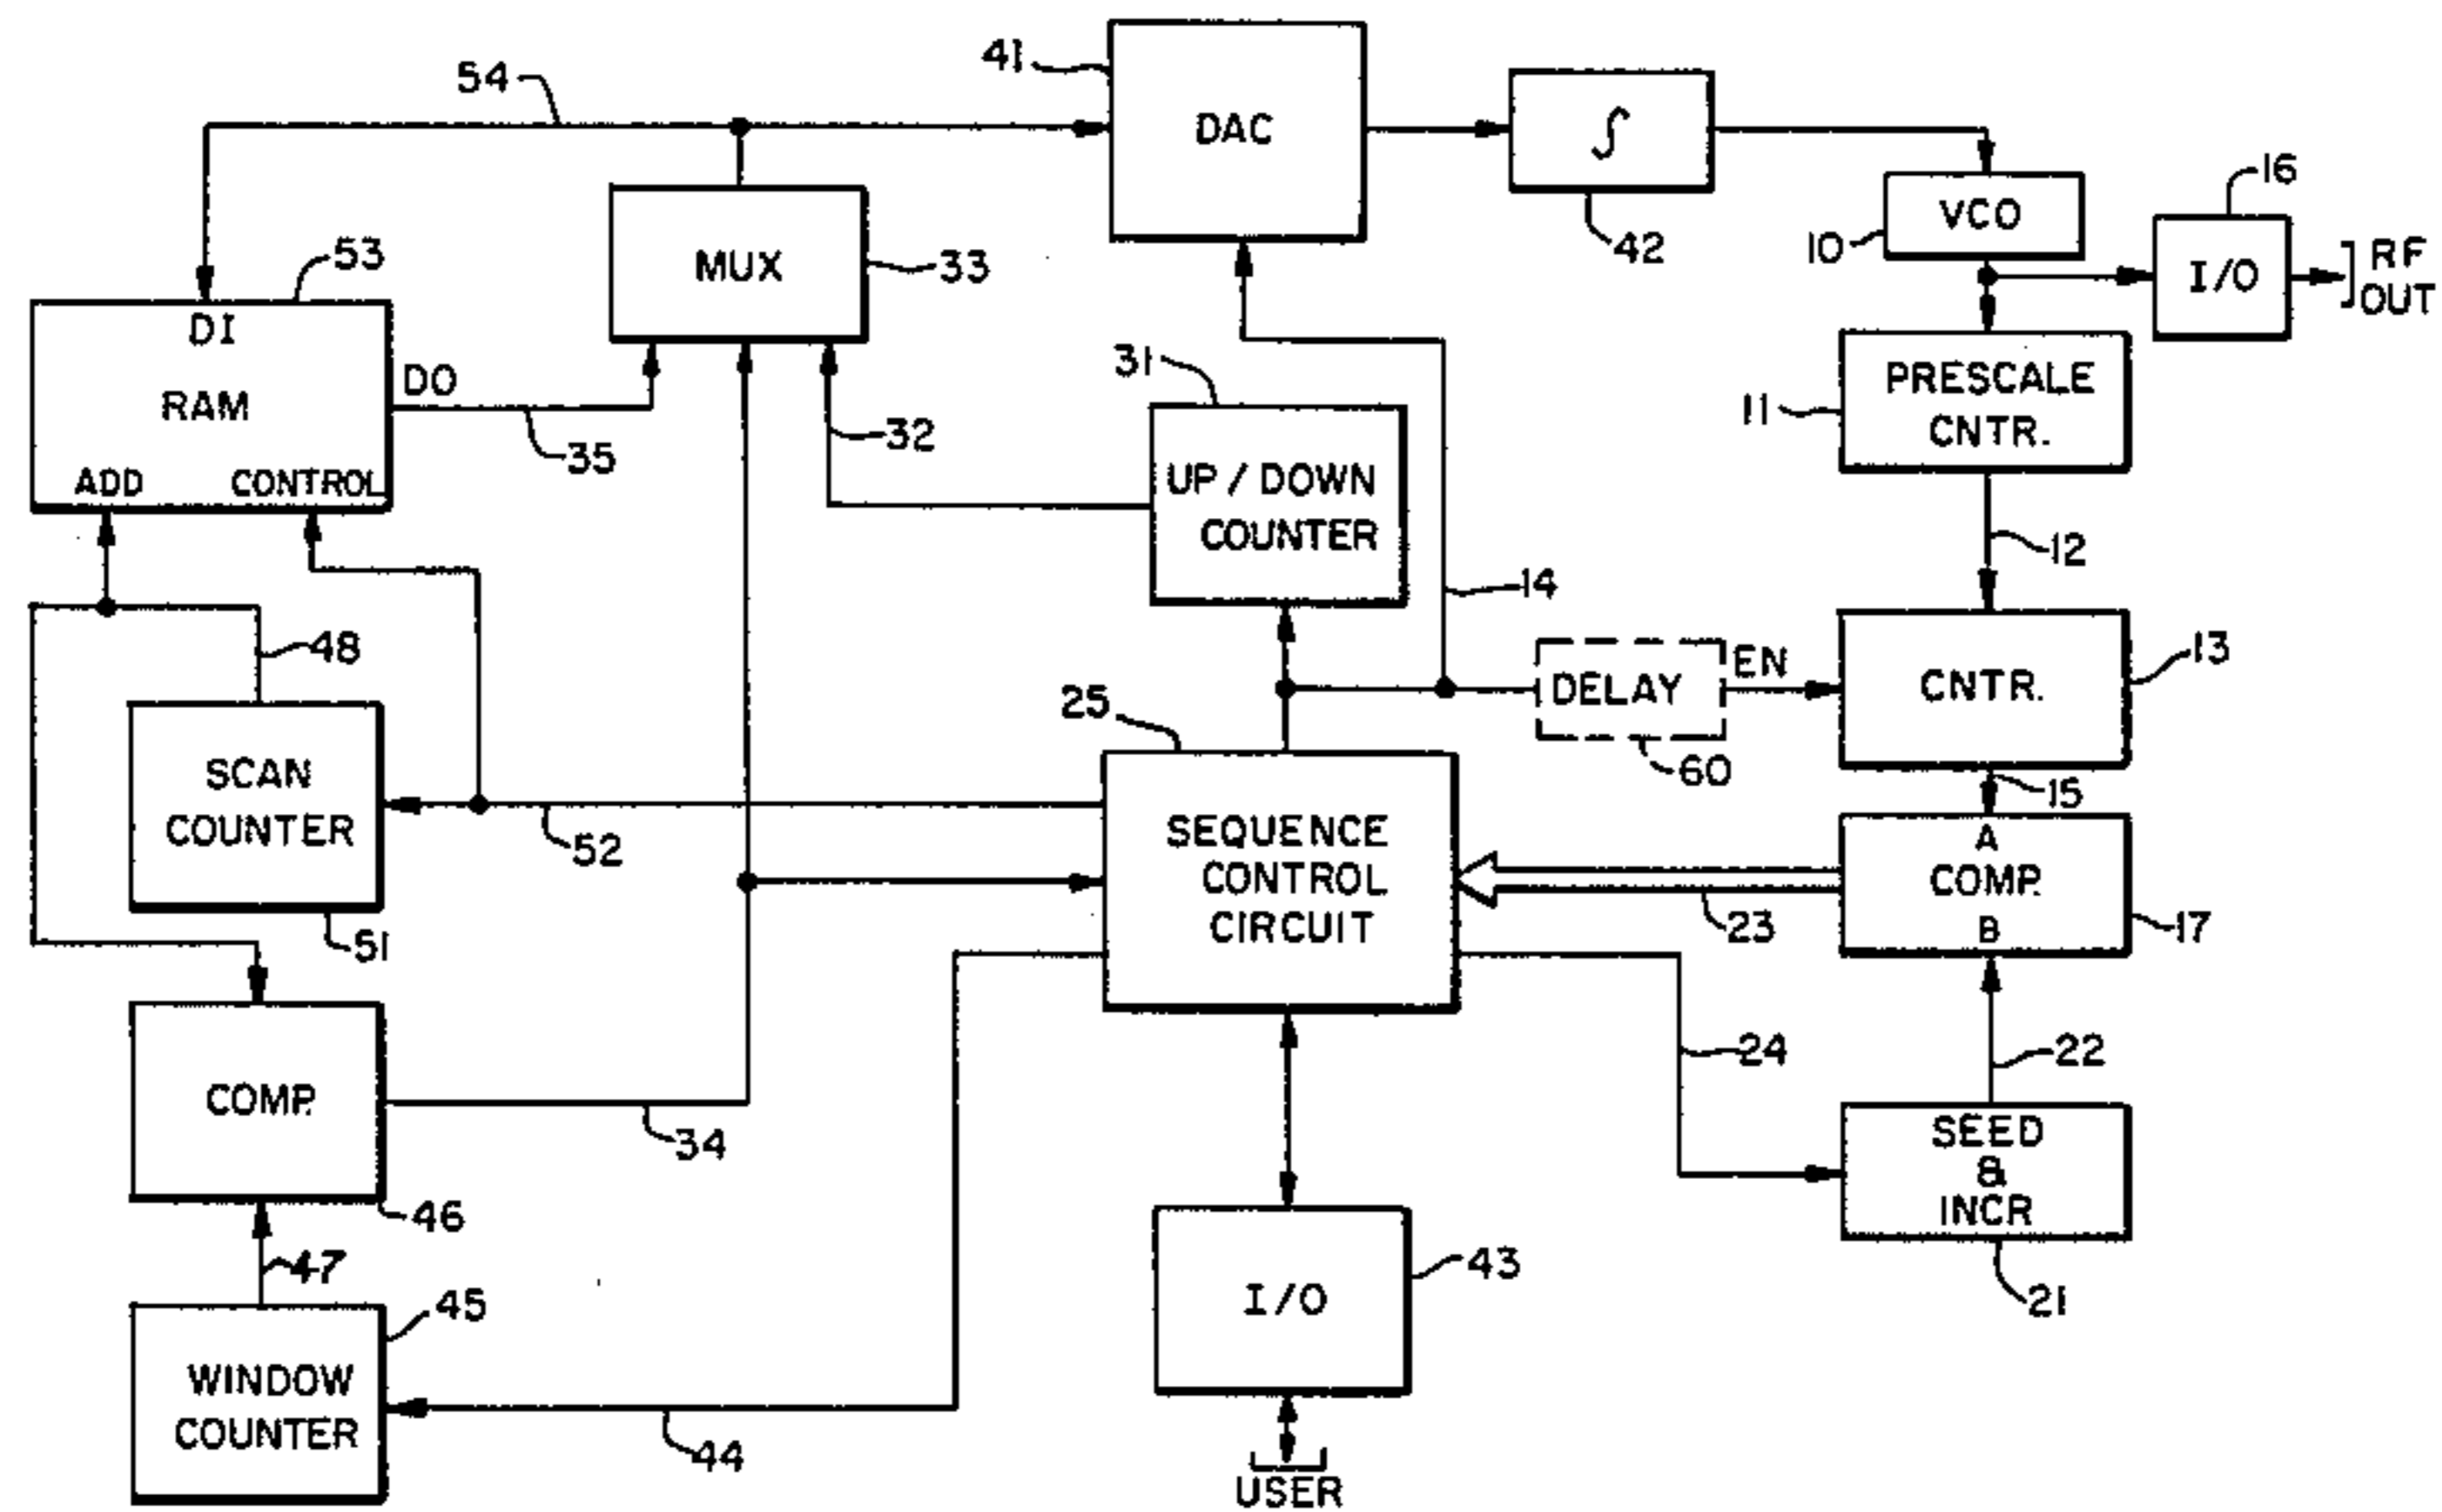 41
54
DAC
∫
16
53
MUX
33
42
10
VCO
I/O
RF
OUT
DI
RAM
DO
35
32
31
11
PRESCALE
CNTR.
ADD
CONTROL
UP / DOWN
COUNTER
12
48
14
25
DELAY
EN
60
CNTR.
13
SCAN
COUNTER
51
52
SEQUENCE
CONTROL
CIRCUIT
15
A
COMP.
B
23
17
COMP.
46
34
24
22
47
45
WINDOW
COUNTER
44
I/O
43
USER
SEED
&
INCR
21